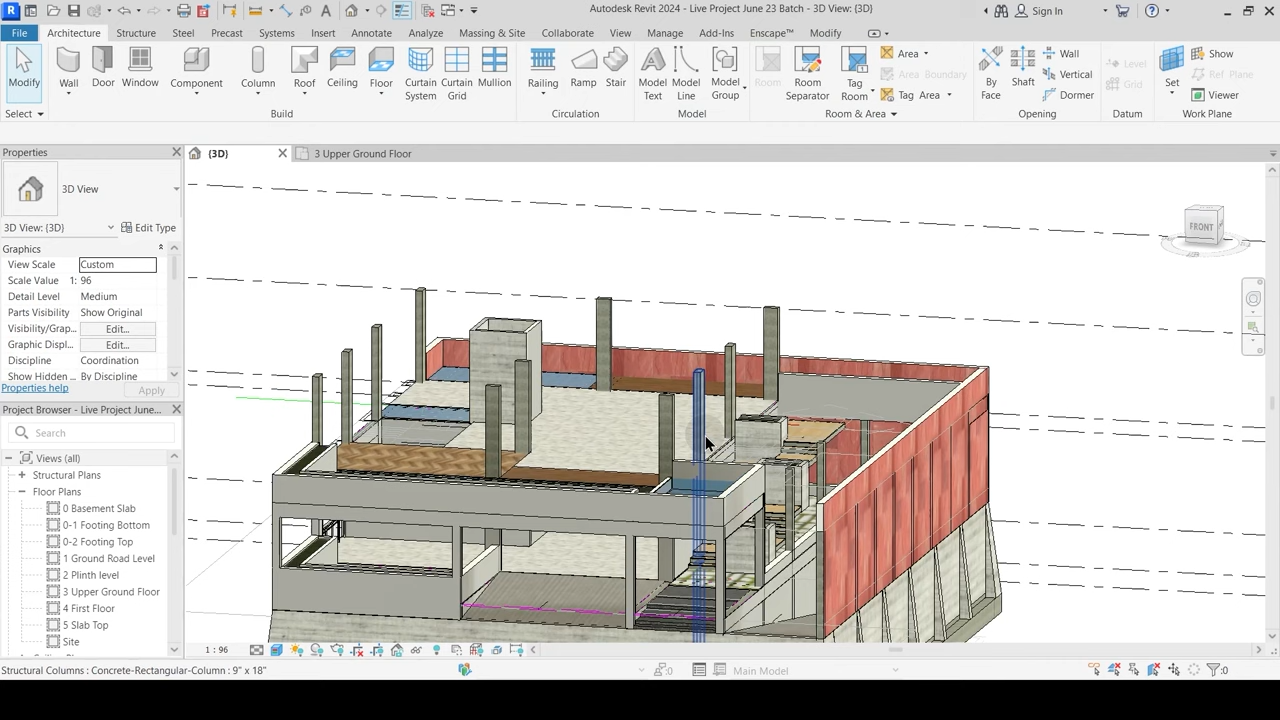 Autodesk Revit 2024 - Live Project June 23 Batch - 3D View: {3D}
Sign In
File Architecture Structure Steel Precast Systems Insert Annotate Analyze Massing & Site Collaborate View Manage Add-Ins Enscape™ Modify
Modify Wall Door Window Component Column Roof Ceiling Floor Curtain System Curtain Grid Mullion Railing Ramp Stair Model Text Model Line Model Group Room Room Separator Tag Room Area Area Boundary Tag Area By Face Shaft Wall Vertical Dormer Level Grid Set Show Ref Plane Viewer
Select Build Circulation Model Room & Area Opening Datum Work Plane
Properties
{3D}
3 Upper Ground Floor
3D View
3D View: {3D} Edit Type
Graphics
View Scale Custom
Scale Value 1: 96
Detail Level Medium
Parts Visibility Show Original
Visibility/Grap... Edit...
Graphic Displ... Edit...
Discipline Coordination
Show Hidden ... By Discipline
Properties help Apply
Project Browser - Live Project June...
Search
Views (all)
Structural Plans
Floor Plans
0 Basement Slab
0-1 Footing Bottom
0-2 Footing Top
1 Ground Road Level
2 Plinth level
3 Upper Ground Floor
4 First Floor
5 Slab Top
Site
FRONT
1 : 96
Structural Columns : Concrete-Rectangular-Column : 9" x 18"
:0
Main Model
:0